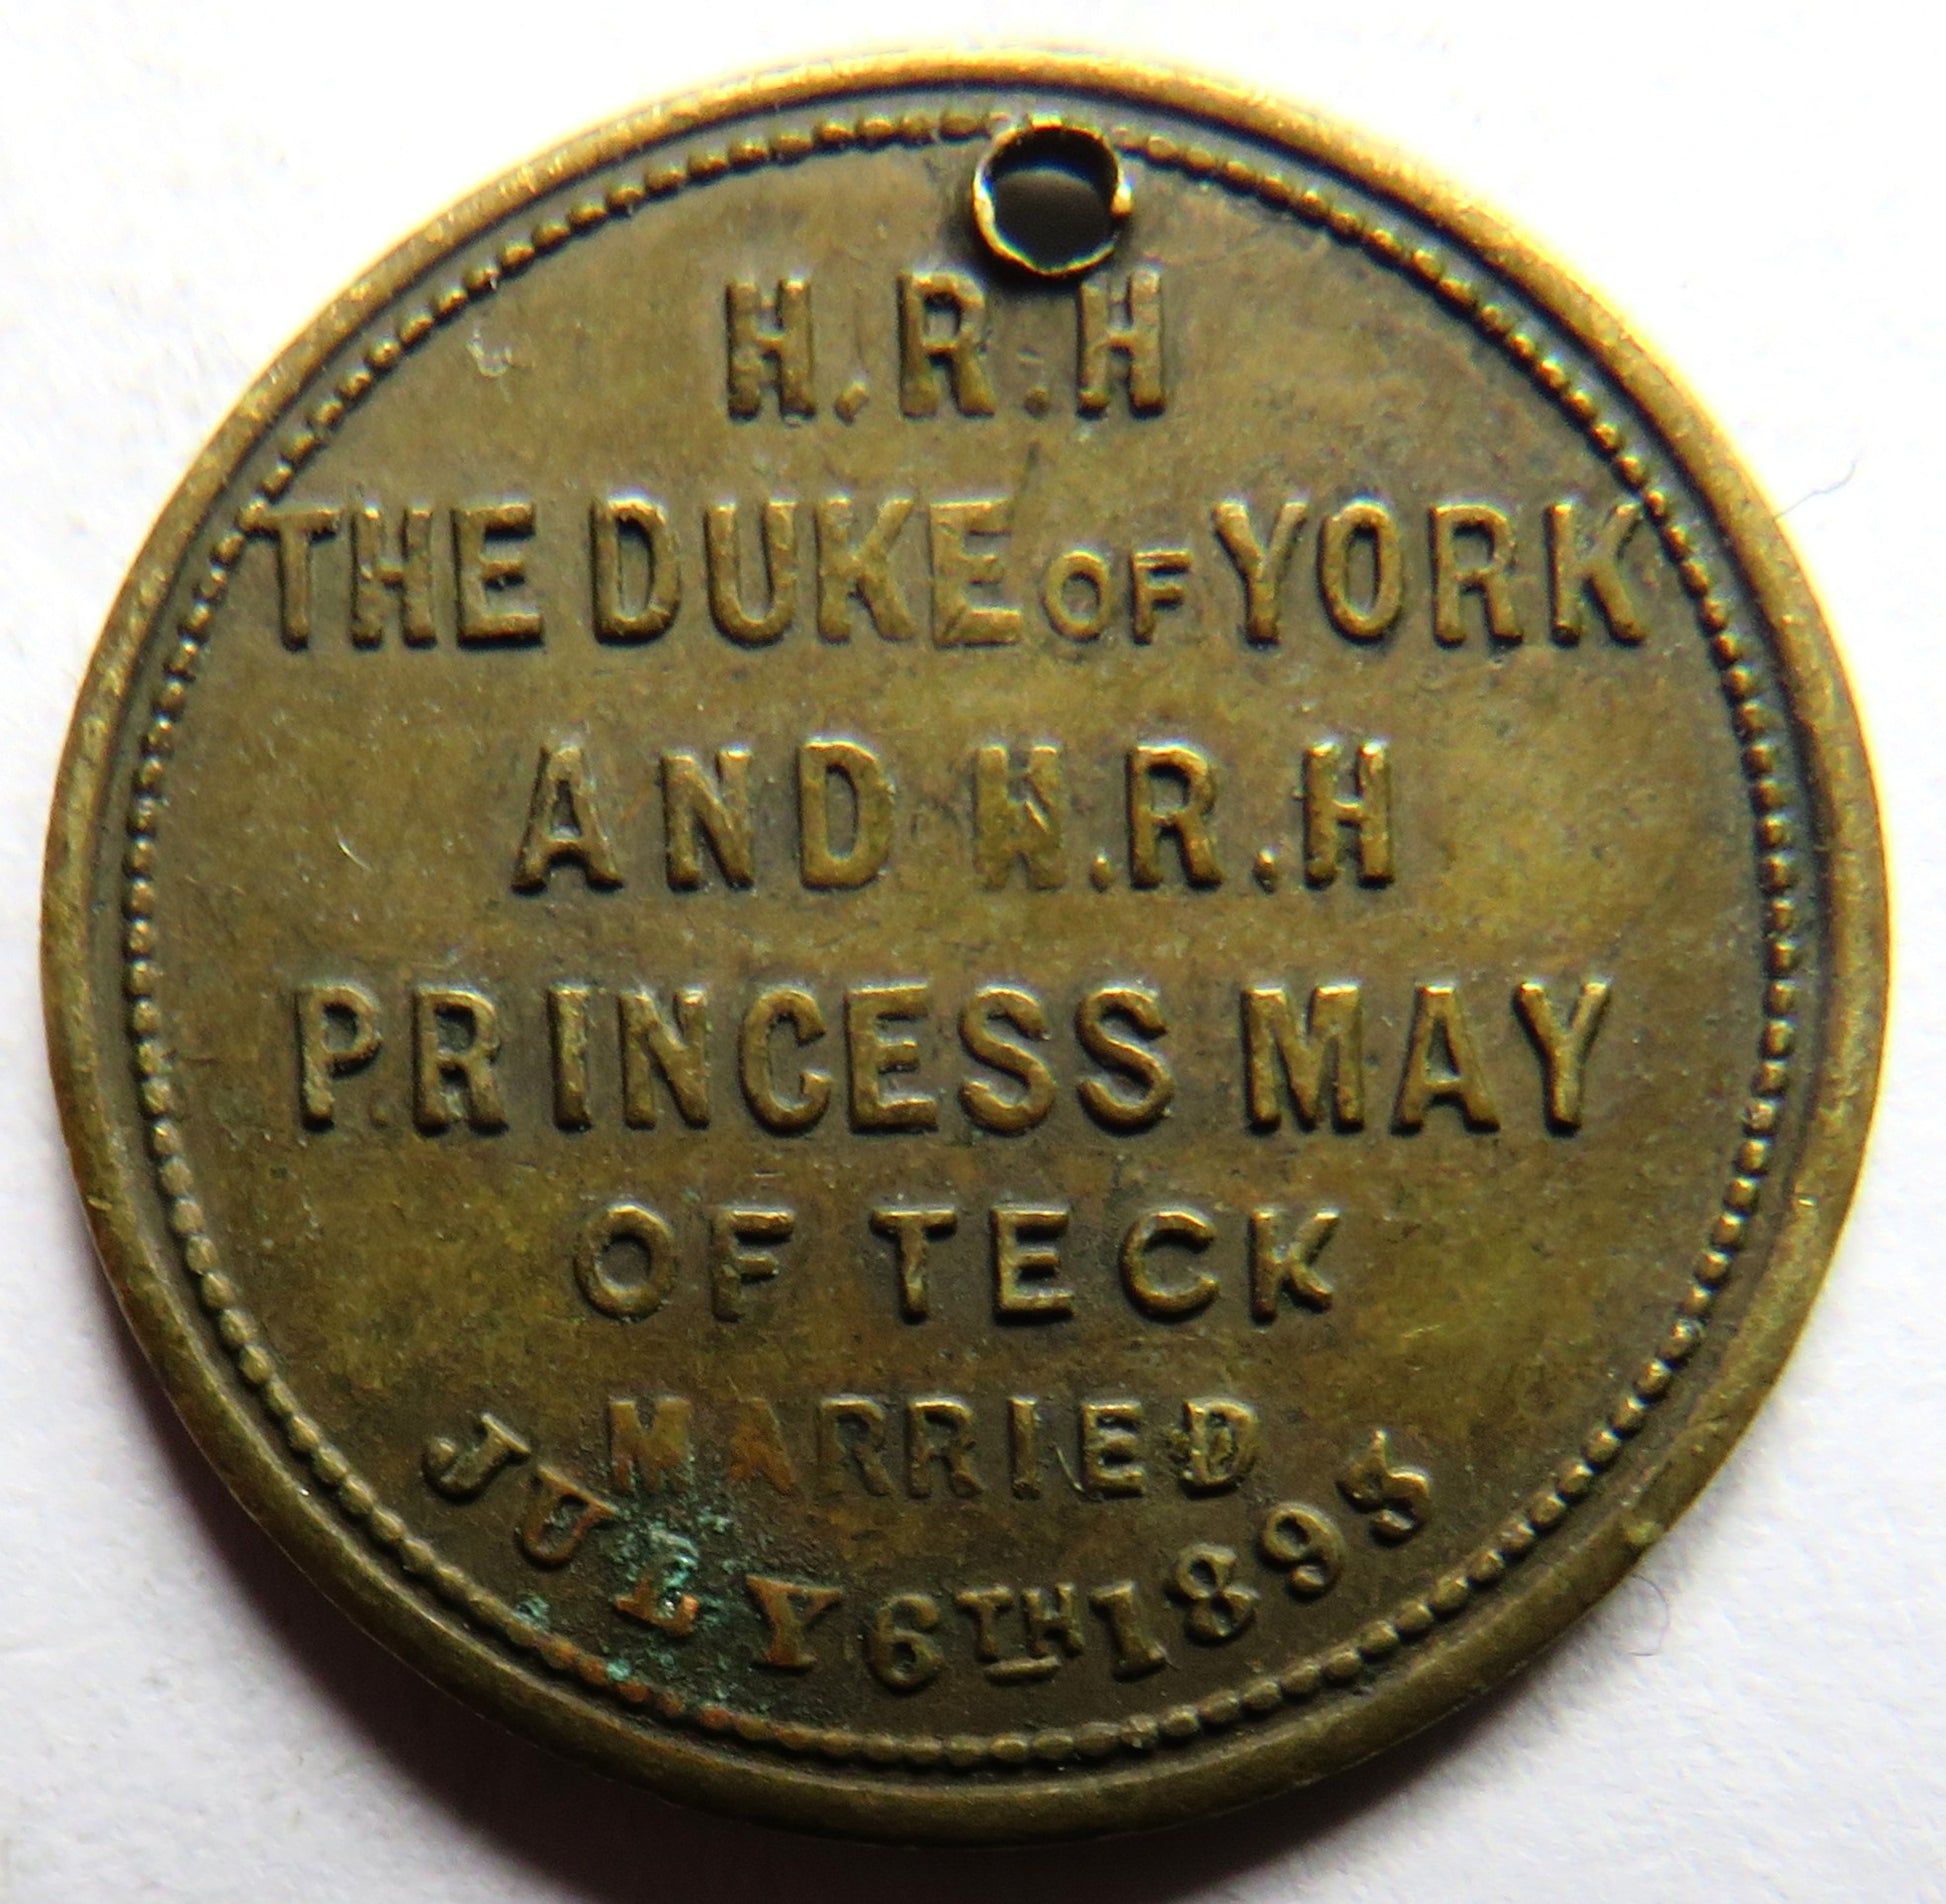 H.R.H
THE DUKE OF YORK
AND H.R.H
PRINCESS MAY
OF TECK
MARRIED
JULY 6TH 1893